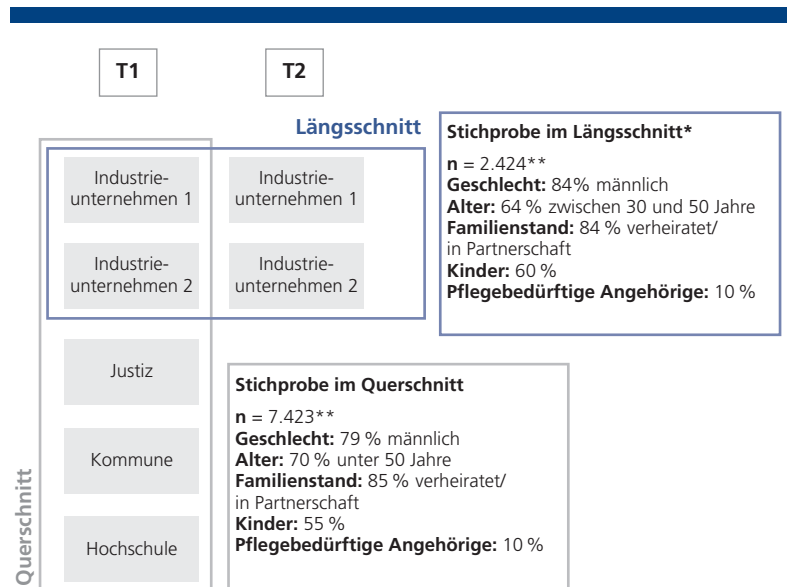 T1
T2
Längsschnitt
Industrie-
unternehmen 1
Industrie-
unternehmen 1
Industrie-
unternehmen 2
Industrie-
unternehmen 2
Stichprobe im Längsschnitt*
n = 2.424**
Geschlecht: 84% männlich
Alter: 64 % zwischen 30 und 50 Jahre
Familienstand: 84 % verheiratet/
in Partnerschaft
Kinder: 60 %
Pflegebedürftige Angehörige: 10 %
Querschnitt
Justiz
Kommune
Hochschule
Stichprobe im Querschnitt
n = 7.423**
Geschlecht: 79 % männlich
Alter: 70 % unter 50 Jahre
Familienstand: 85 % verheiratet/
in Partnerschaft
Kinder: 55 %
Pflegebedürftige Angehörige: 10 %